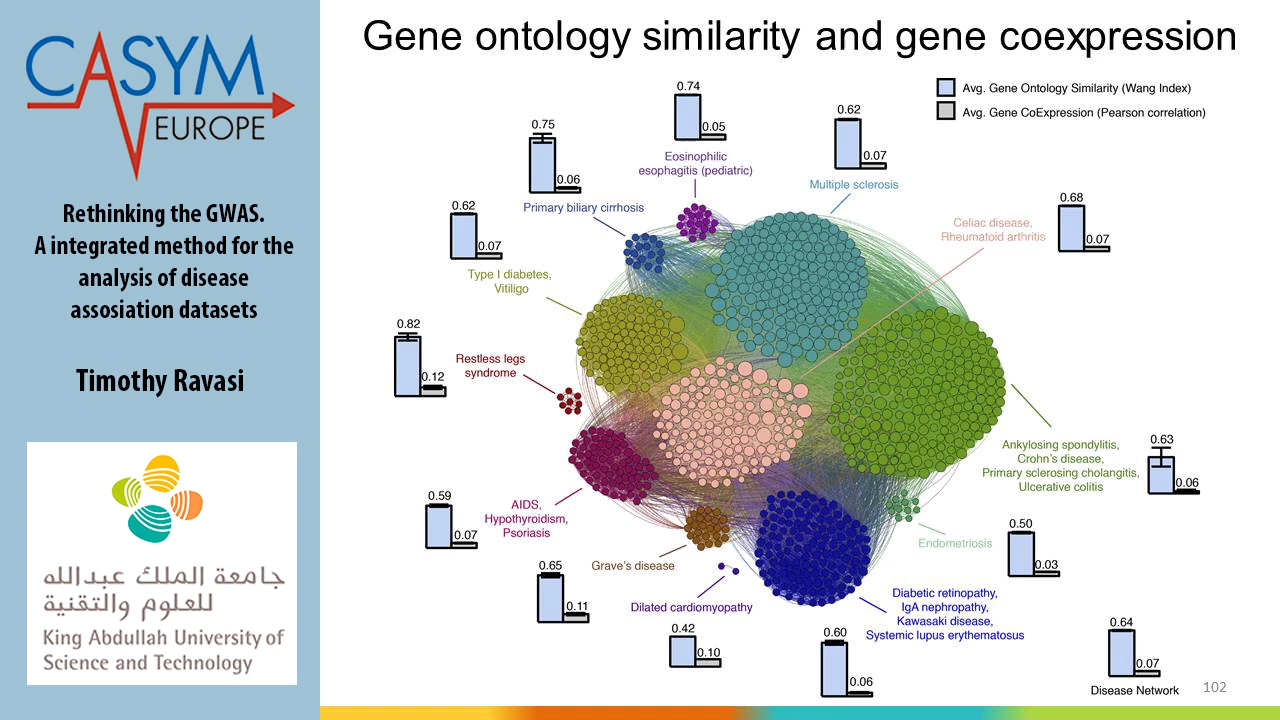 CASYM
EUROPE
Rethinking the GWAS.
A integrated method for the
analysis of disease
assosiation datasets
Timothy Ravasi
جامعة الملك عبدالله
للعلوم والتقنية
King Abdullah University of
Science and Technology
Gene ontology similarity and gene coexpression
Avg. Gene Ontology Similarity (Wang Index)
Avg. Gene CoExpression (Pearson correlation)
0.74
0.05
Eosinophilic
esophagitis (pediatric)
0.62
0.07
Multiple sclerosis
0.75
0.06
Primary biliary cirrhosis
0.68
0.07
Celiac disease,
Rheumatoid arthritis
0.62
0.07
Type I diabetes,
Vitiligo
0.82
0.12
Restless legs
syndrome
0.63
0.06
Ankylosing spondylitis,
Crohn's disease,
Primary sclerosing cholangitis,
Ulcerative colitis
0.59
0.07
AIDS,
Hypothyroidism,
Psoriasis
0.50
0.03
Endometriosis
0.65
0.11
Grave's disease
0.42
0.10
Dilated cardiomyopathy
0.60
0.06
Diabetic retinopathy,
IgA nephropathy,
Kawasaki disease,
Systemic lupus erythematosus
0.64
0.07
Disease Network
102